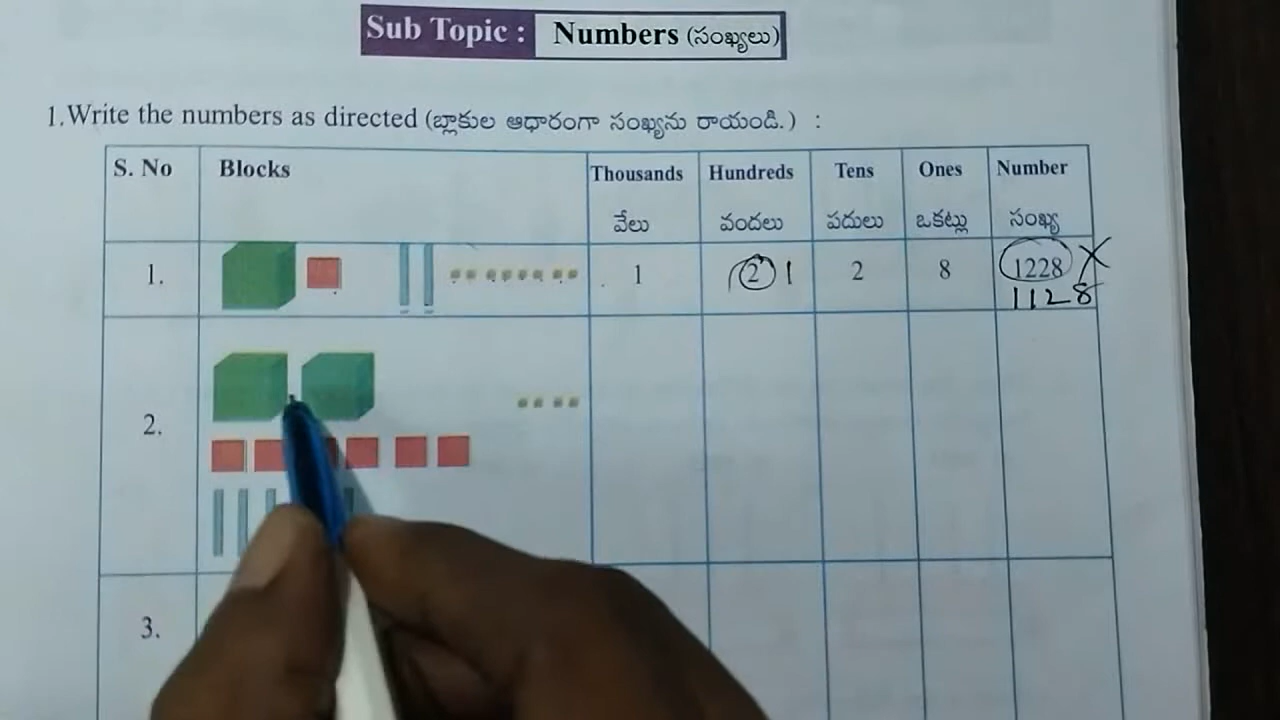 Sub Topic : Numbers (సంఖ్యలు)
1.Write the numbers as directed (బ్లాకుల ఆధారంగా సంఖ్యను రాయండి.) :
S. No Blocks Thousands Hundreds Tens Ones Number
వేలు వందలు పదులు ఒకట్లు సంఖ్య
1. 1 2 1 2 8 1228 X
1128
2.
3.